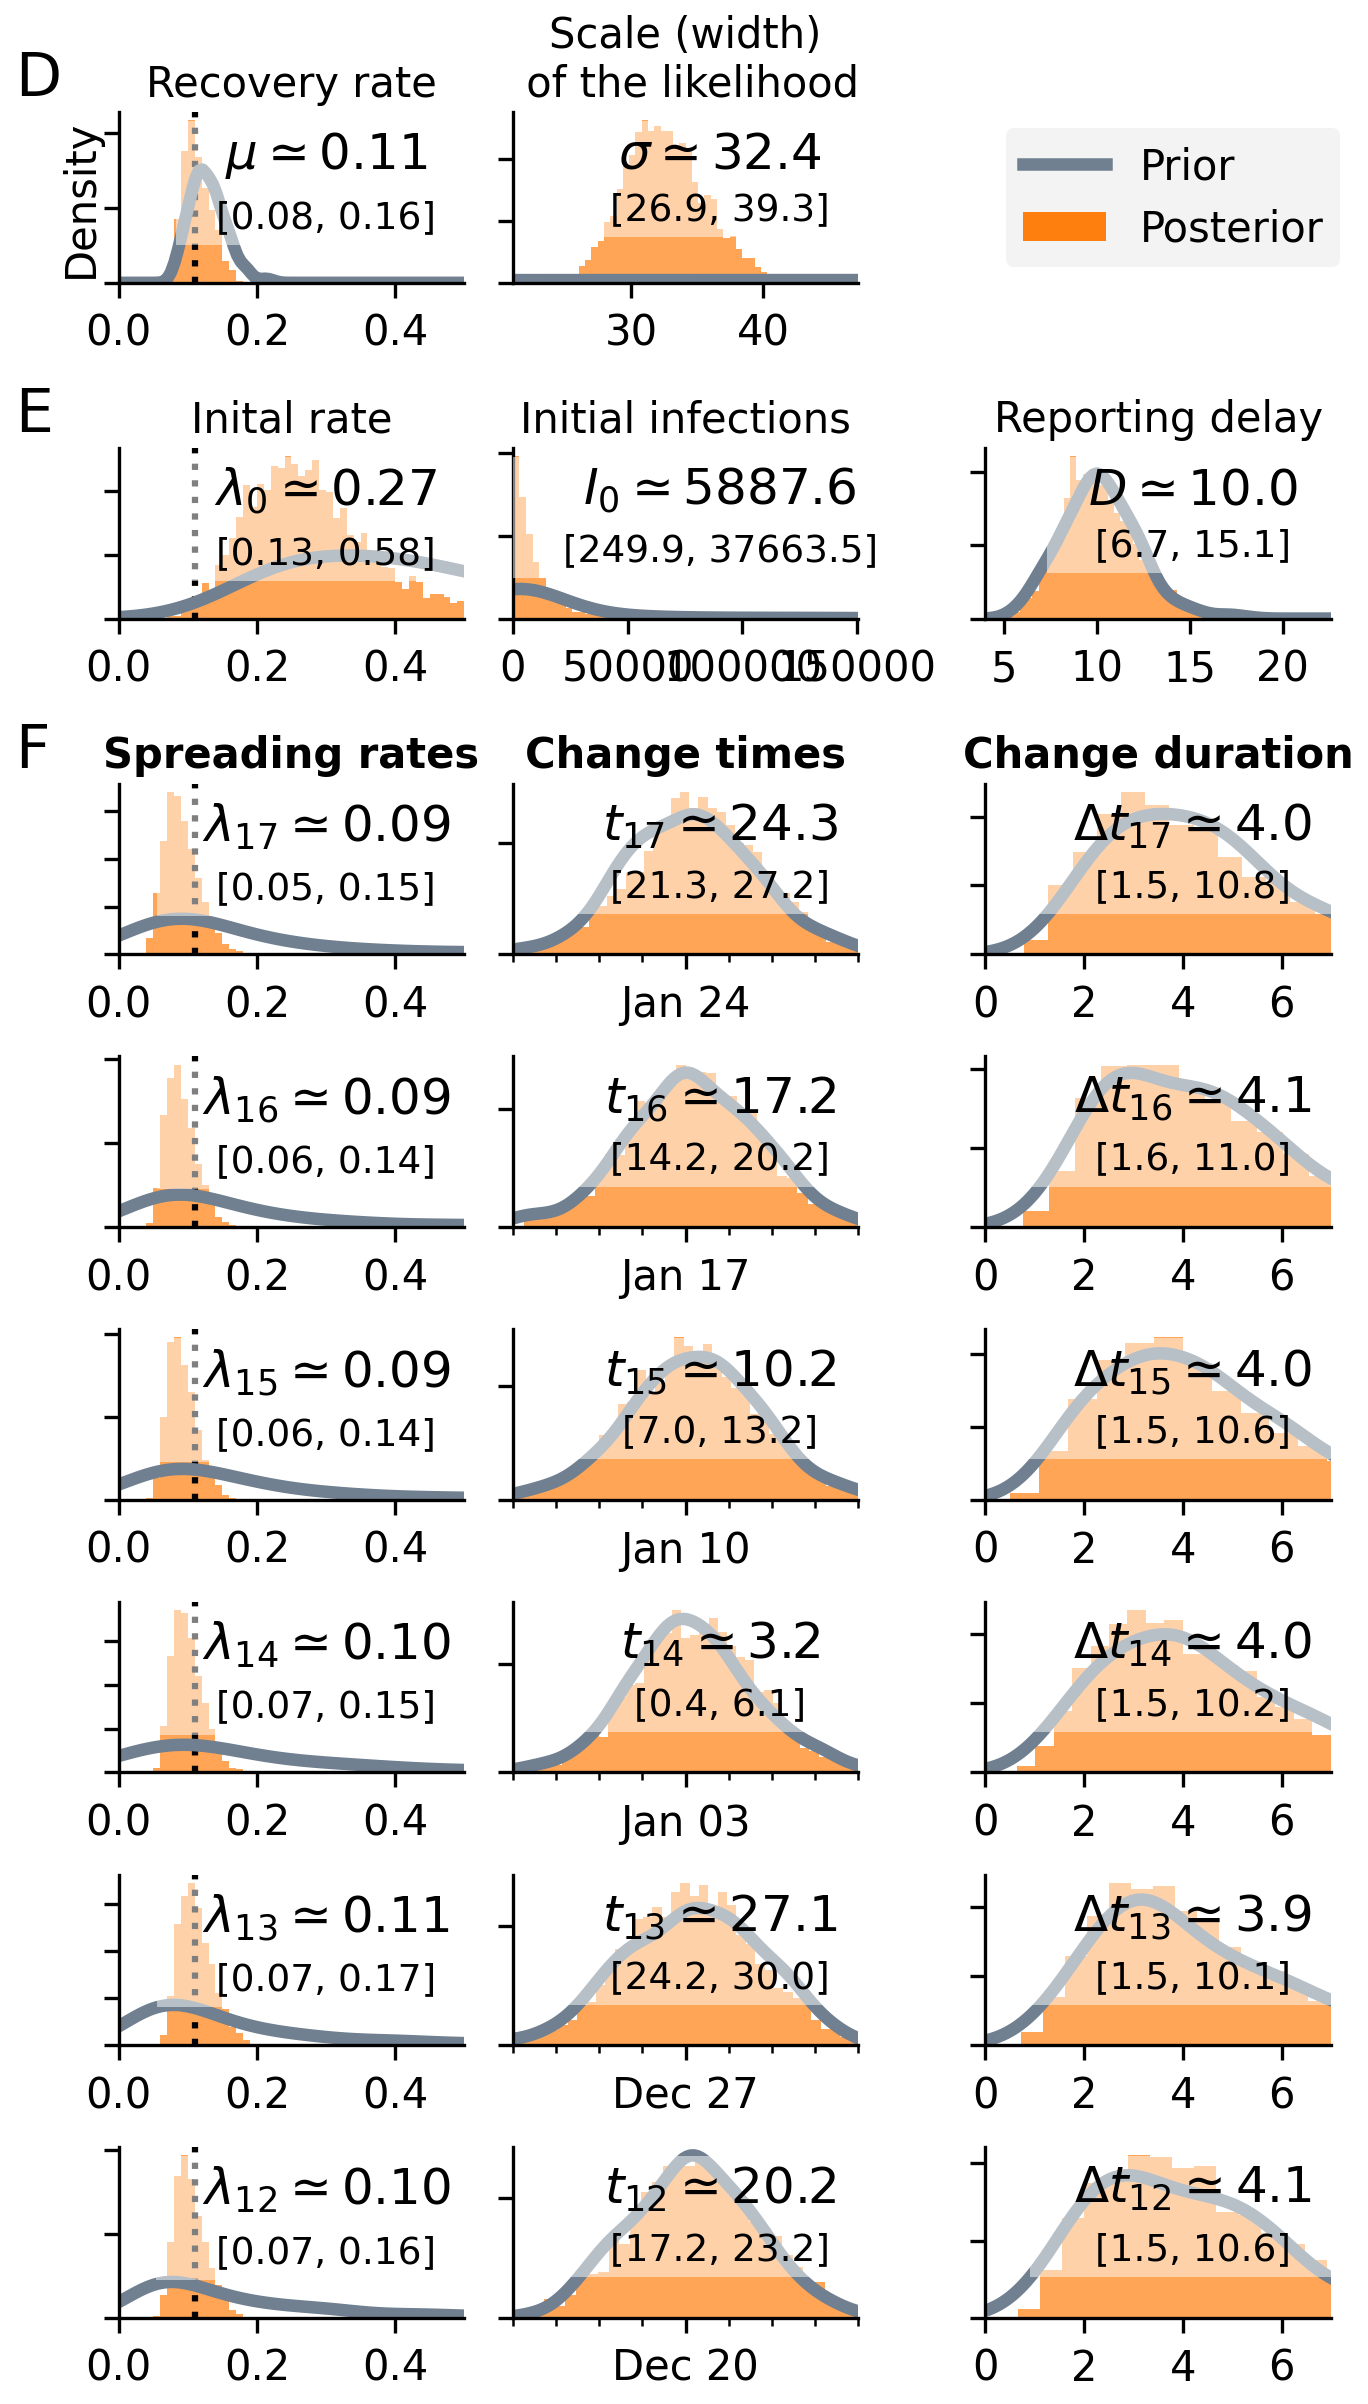 D
Recovery rate
Scale (width)
of the likelihood
Density
μ ≃ 0.11
[0.08, 0.16]
0.0 0.2 0.4
σ ≃ 32.4
[26.9, 39.3]
30 40
Prior
Posterior
E
Inital rate
λ0 ≃ 0.27
[0.13, 0.58]
0.0 0.2 0.4
Initial infections
I0 ≃ 5887.6
[249.9, 37663.5]
0 50000 100000 150000
Reporting delay
D ≃ 10.0
[6.7, 15.1]
5 10 15 20
F
Spreading rates
Change times
Change duration
λ17 ≃ 0.09
[0.05, 0.15]
0.0 0.2 0.4
t17 ≃ 24.3
[21.3, 27.2]
Jan 24
Δt17 ≃ 4.0
[1.5, 10.8]
0 2 4 6
λ16 ≃ 0.09
[0.06, 0.14]
0.0 0.2 0.4
t16 ≃ 17.2
[14.2, 20.2]
Jan 17
Δt16 ≃ 4.1
[1.6, 11.0]
0 2 4 6
λ15 ≃ 0.09
[0.06, 0.14]
0.0 0.2 0.4
t15 ≃ 10.2
[7.0, 13.2]
Jan 10
Δt15 ≃ 4.0
[1.5, 10.6]
0 2 4 6
λ14 ≃ 0.10
[0.07, 0.15]
0.0 0.2 0.4
t14 ≃ 3.2
[0.4, 6.1]
Jan 03
Δt14 ≃ 4.0
[1.5, 10.2]
0 2 4 6
λ13 ≃ 0.11
[0.07, 0.17]
0.0 0.2 0.4
t13 ≃ 27.1
[24.2, 30.0]
Dec 27
Δt13 ≃ 3.9
[1.5, 10.1]
0 2 4 6
λ12 ≃ 0.10
[0.07, 0.16]
0.0 0.2 0.4
t12 ≃ 20.2
[17.2, 23.2]
Dec 20
Δt12 ≃ 4.1
[1.5, 10.6]
0 2 4 6